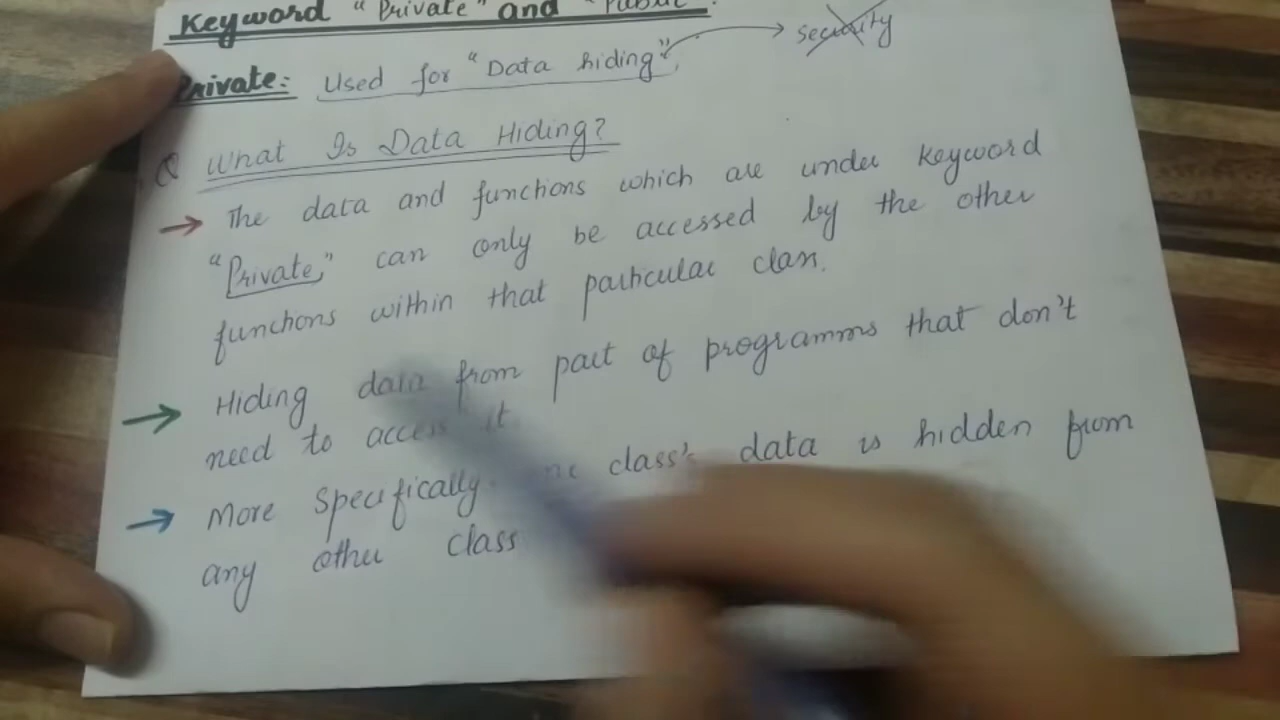 Keyword "Private" and "Public".
Private: Used for "Data hiding", security
Q What Is Data Hiding?
→ The data and functions which are under keyword
"Private" can only be accessed by the other
functions within that particular class.
→ Hiding data from part of programms that don't
need to access it.
→ More Specifically, class's data is hidden from
any other class